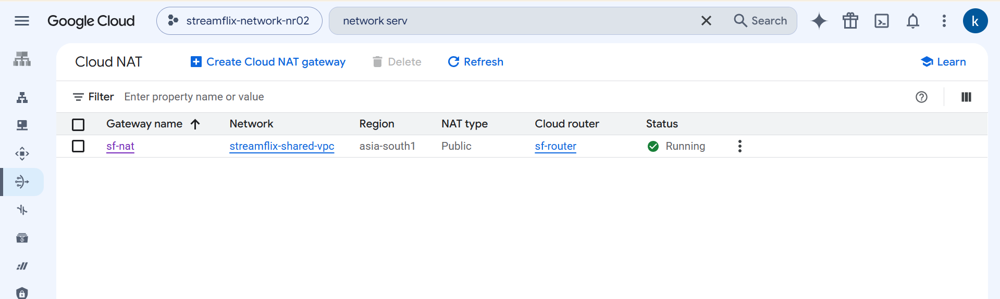 Google Cloud streamflix-network-nr02 network serv Search k
Cloud NAT Create Cloud NAT gateway Delete Refresh Learn
Filter Enter property name or value
Gateway name Network Region NAT type Cloud router Status
sf-nat streamflix-shared-vpc asia-south1 Public sf-router Running